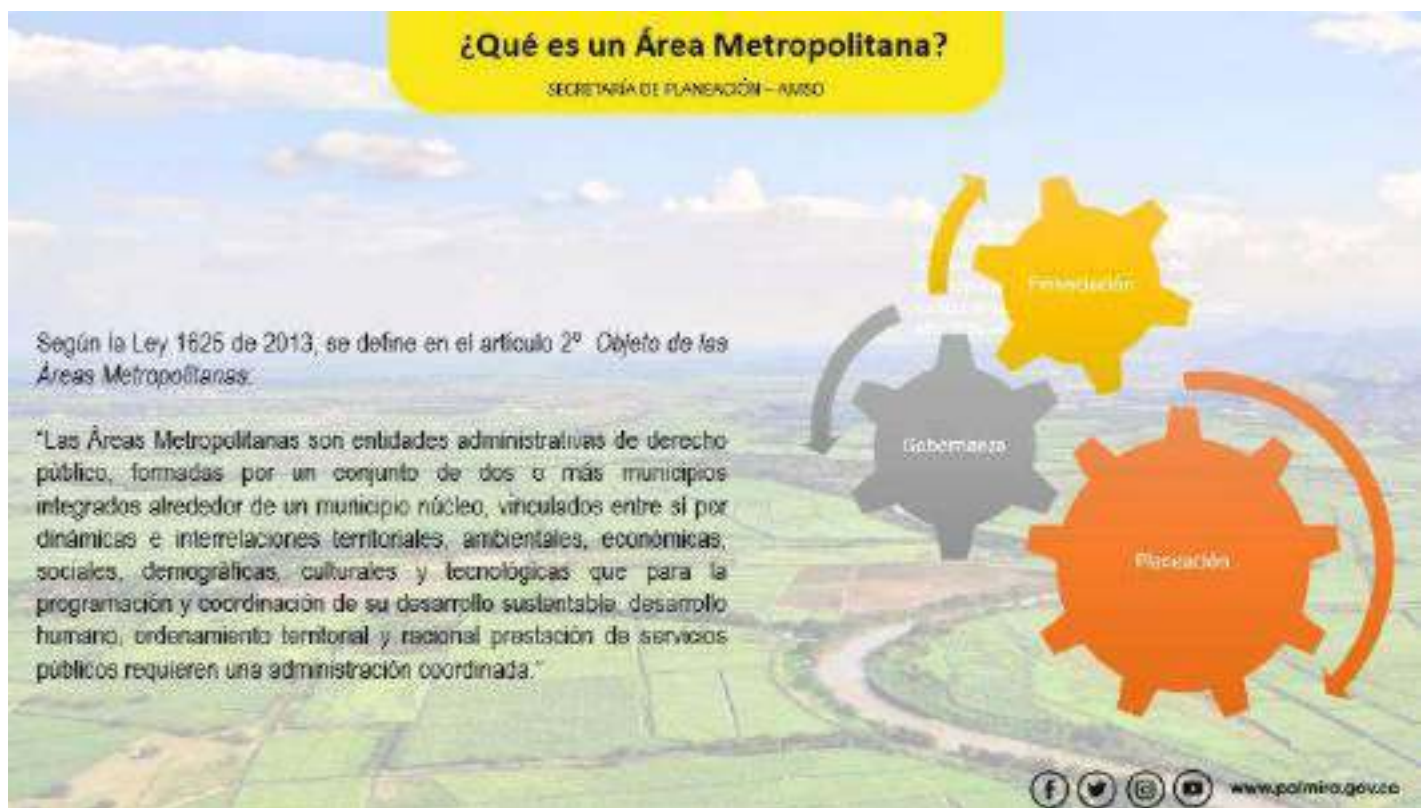 ¿Qué es un Área Metropolitana?
SECRETARÍA DE PLANEACIÓN – AMSO
Según la Ley 1625 de 2013, se define en el artículo 2º Objeto de las
Áreas Metropolitanas:
"Las Áreas Metropolitanas son entidades administrativas de derecho
público, formadas por un conjunto de dos o más municipios
integrados alrededor de un municipio núcleo, vinculados entre sí por
dinámicas e interrelaciones territoriales, ambientales, económicas,
sociales, demográficas, culturales y tecnológicas que para la
programación y coordinación de su desarrollo sustentable, desarrollo
humano, ordenamiento territorial y racional prestación de servicios
públicos requieren una administración coordinada."
Financiación
Gobernanza
Planeación
www.palmira.gov.co